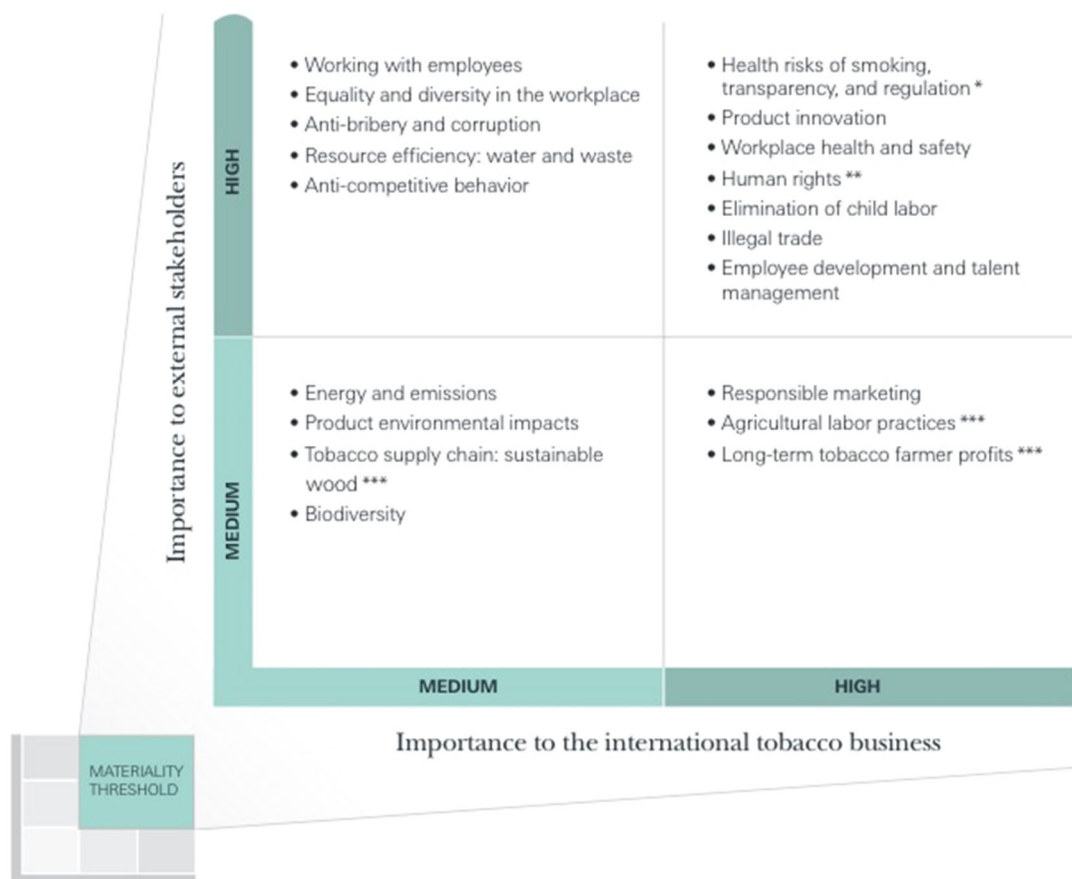 Importance to external stakeholders
HIGH
• Working with employees
• Equality and diversity in the workplace
• Anti-bribery and corruption
• Resource efficiency: water and waste
• Anti-competitive behavior
• Health risks of smoking,
transparency, and regulation *
• Product innovation
• Workplace health and safety
• Human rights **
• Elimination of child labor
• Illegal trade
• Employee development and talent
management
MEDIUM
• Energy and emissions
• Product environmental impacts
• Tobacco supply chain: sustainable
wood ***
• Biodiversity
• Responsible marketing
• Agricultural labor practices ***
• Long-term tobacco farmer profits ***
MEDIUM
HIGH
Importance to the international tobacco business
MATERIALITY
THRESHOLD